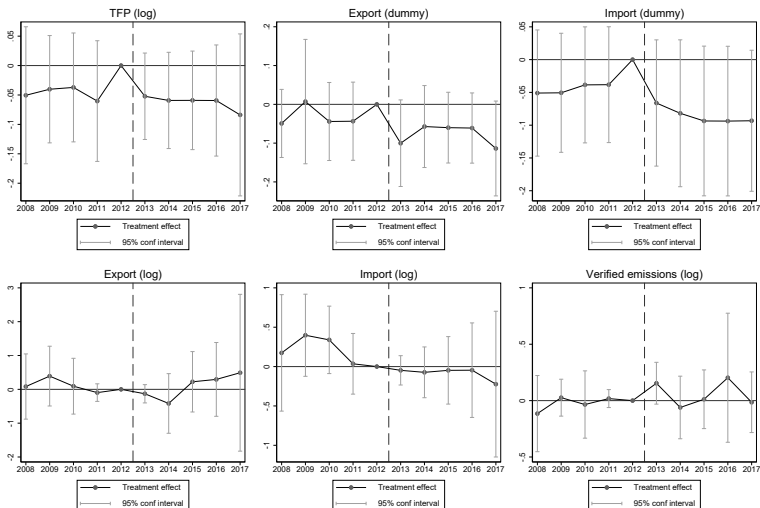 TFP (log)
.05
0
-.05
-.1
-.15
-.2
2008 2009 2010 2011 2012 2013 2014 2015 2016 2017
Treatment effect
95% conf interval
Export (dummy)
.2
.1
0
-.1
-.2
2008 2009 2010 2011 2012 2013 2014 2015 2016 2017
Treatment effect
95% conf interval
Import (dummy)
.05
0
-.05
-.1
-.15
-.2
2008 2009 2010 2011 2012 2013 2014 2015 2016 2017
Treatment effect
95% conf interval
Export (log)
3
2
1
0
-1
-2
2008 2009 2010 2011 2012 2013 2014 2015 2016 2017
Treatment effect
95% conf interval
Import (log)
1
.5
0
-.5
-1
2008 2009 2010 2011 2012 2013 2014 2015 2016 2017
Treatment effect
95% conf interval
Verified emissions (log)
1
.5
0
-.5
2008 2009 2010 2011 2012 2013 2014 2015 2016 2017
Treatment effect
95% conf interval